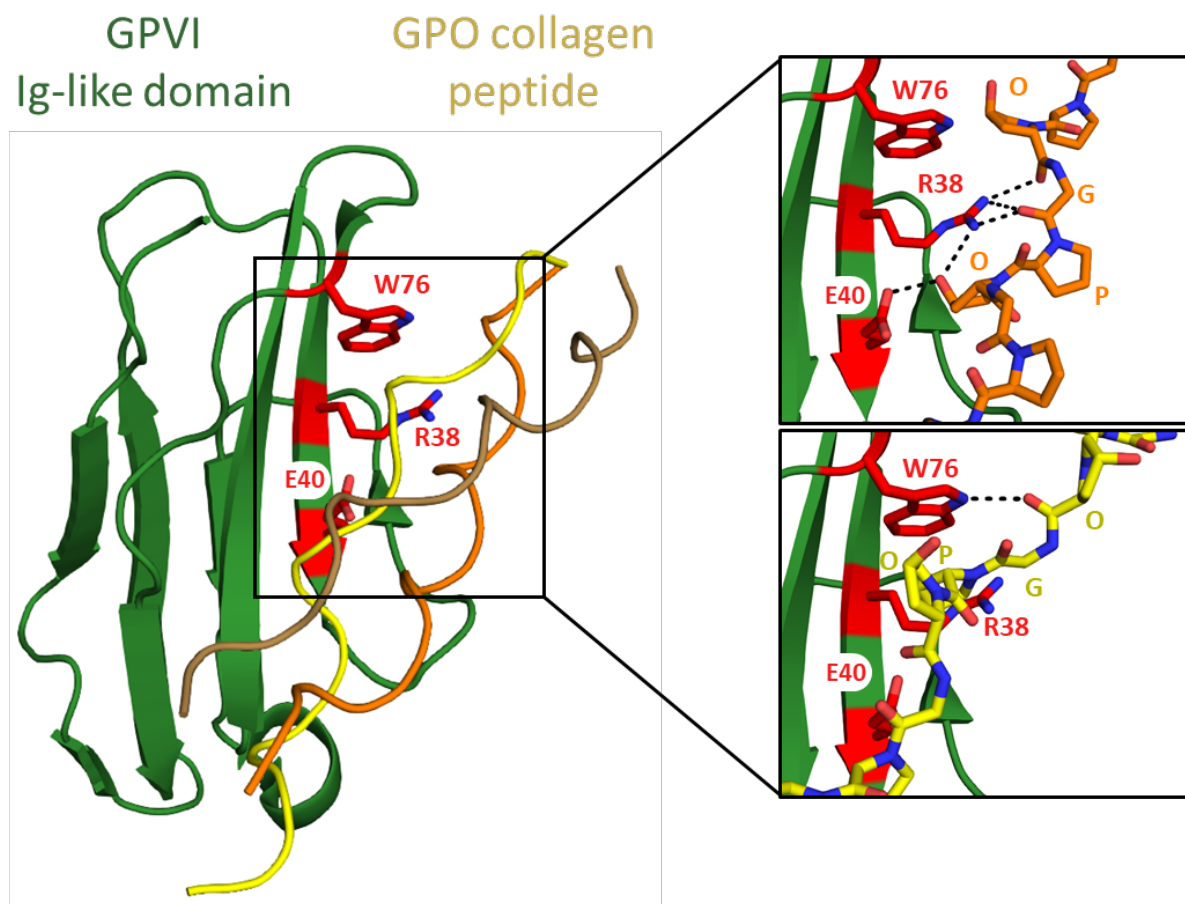 GPVI
Ig-like domain
GPO collagen
peptide
W76
R38
E40
W76
O
R38
G
O
E40
P
W76
O
O
P
G
R38
E40